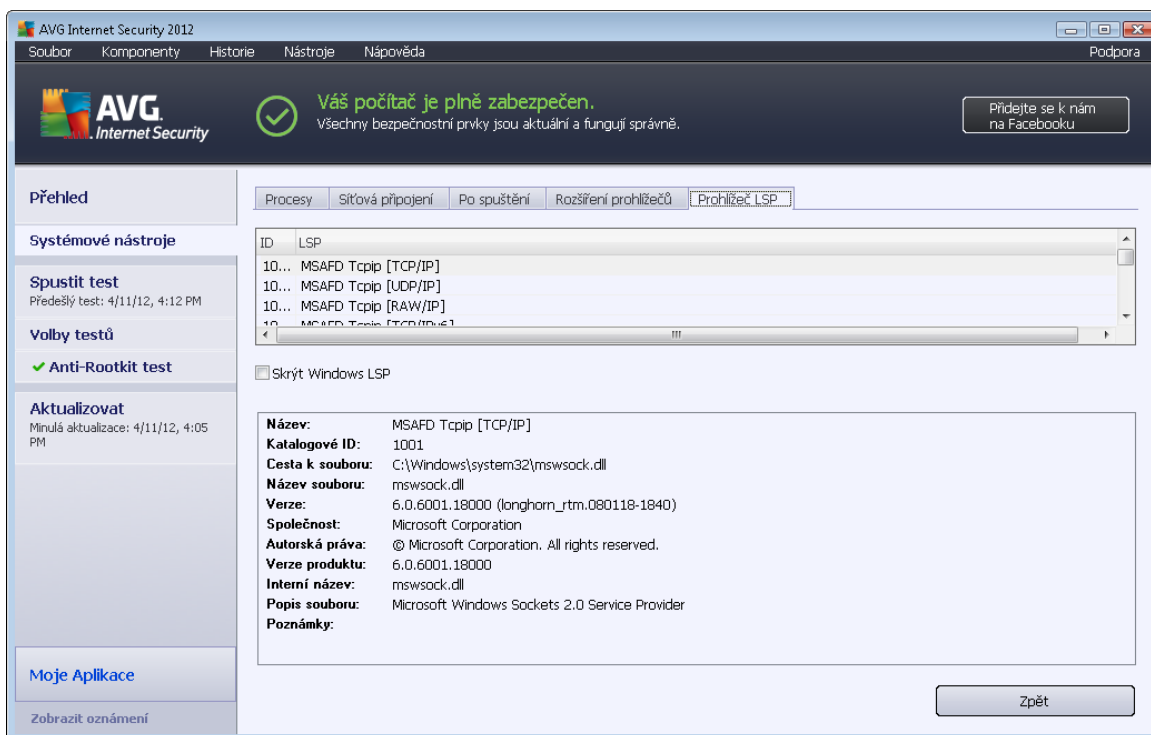 AVG Internet Security 2012
Soubor Komponenty Historie Nástroje Nápověda Podpora
AVG.
Internet Security
Váš počítač je plně zabezpečen.
Všechny bezpečnostní prvky jsou aktuální a fungují správně.
Přidejte se k nám
na Facebooku
Přehled
Systémové nástroje
Spustit test
Předešlý test: 4/11/12, 4:12 PM
Volby testů
Anti-Rootkit test
Aktualizovat
Minulá aktualizace: 4/11/12, 4:05
PM
Moje Aplikace
Zobrazit oznámení
Procesy Síťová připojení Po spuštění Rozšíření prohlížečů Prohlížeč LSP
ID LSP
10... MSAFD Tcpip [TCP/IP]
10... MSAFD Tcpip [UDP/IP]
10... MSAFD Tcpip [RAW/IP]
10... MSAFD Tcpip [TCP/IPv6]
Skrýt Windows LSP
Název: MSAFD Tcpip [TCP/IP]
Katalogové ID: 1001
Cesta k souboru: C:\Windows\system32\mswsock.dll
Název souboru: mswsock.dll
Verze: 6.0.6001.18000 (longhorn_rtm.080118-1840)
Společnost: Microsoft Corporation
Autorská práva: © Microsoft Corporation. All rights reserved.
Verze produktu: 6.0.6001.18000
Interní název: mswsock.dll
Popis souboru: Microsoft Windows Sockets 2.0 Service Provider
Poznámky:
Zpět